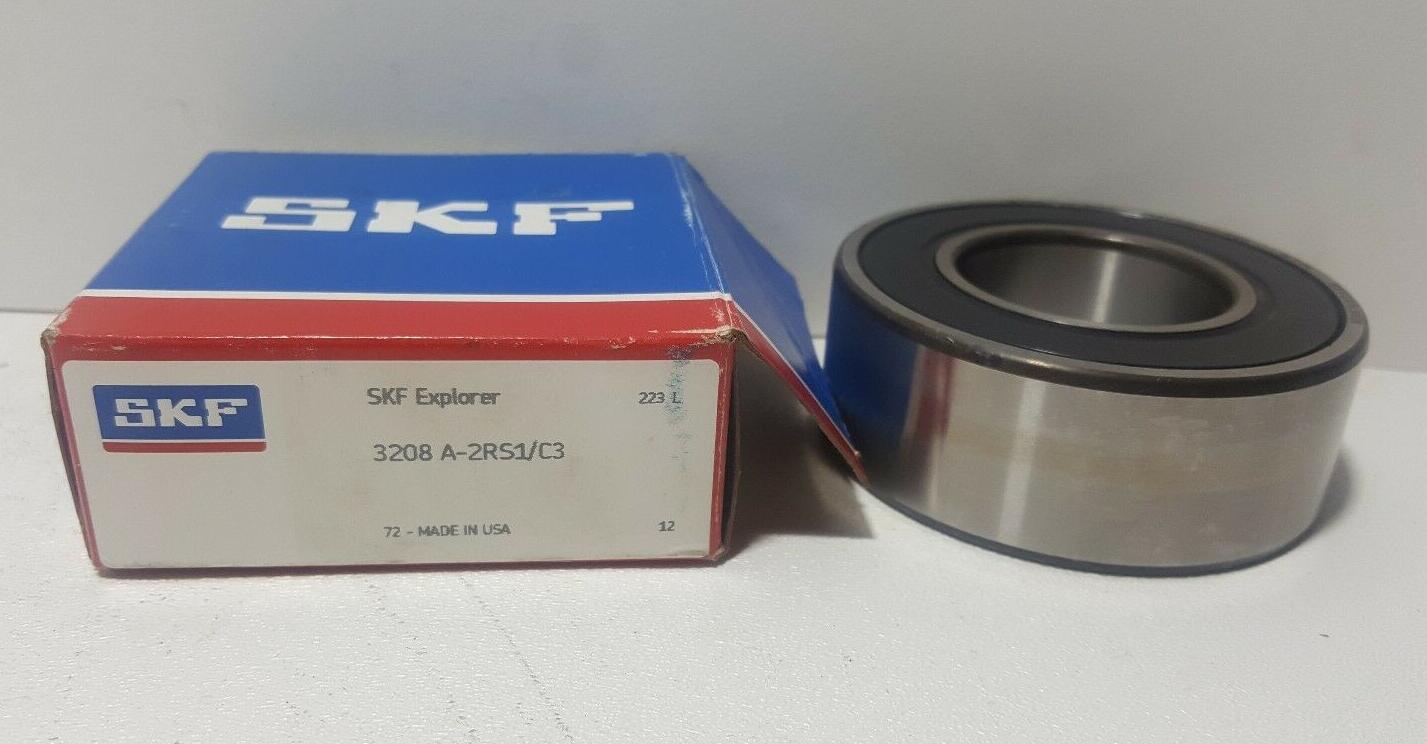 SKF
SKF
SKF Explorer
223 L
3208 A-2RS1/C3
72 - MADE IN USA
12